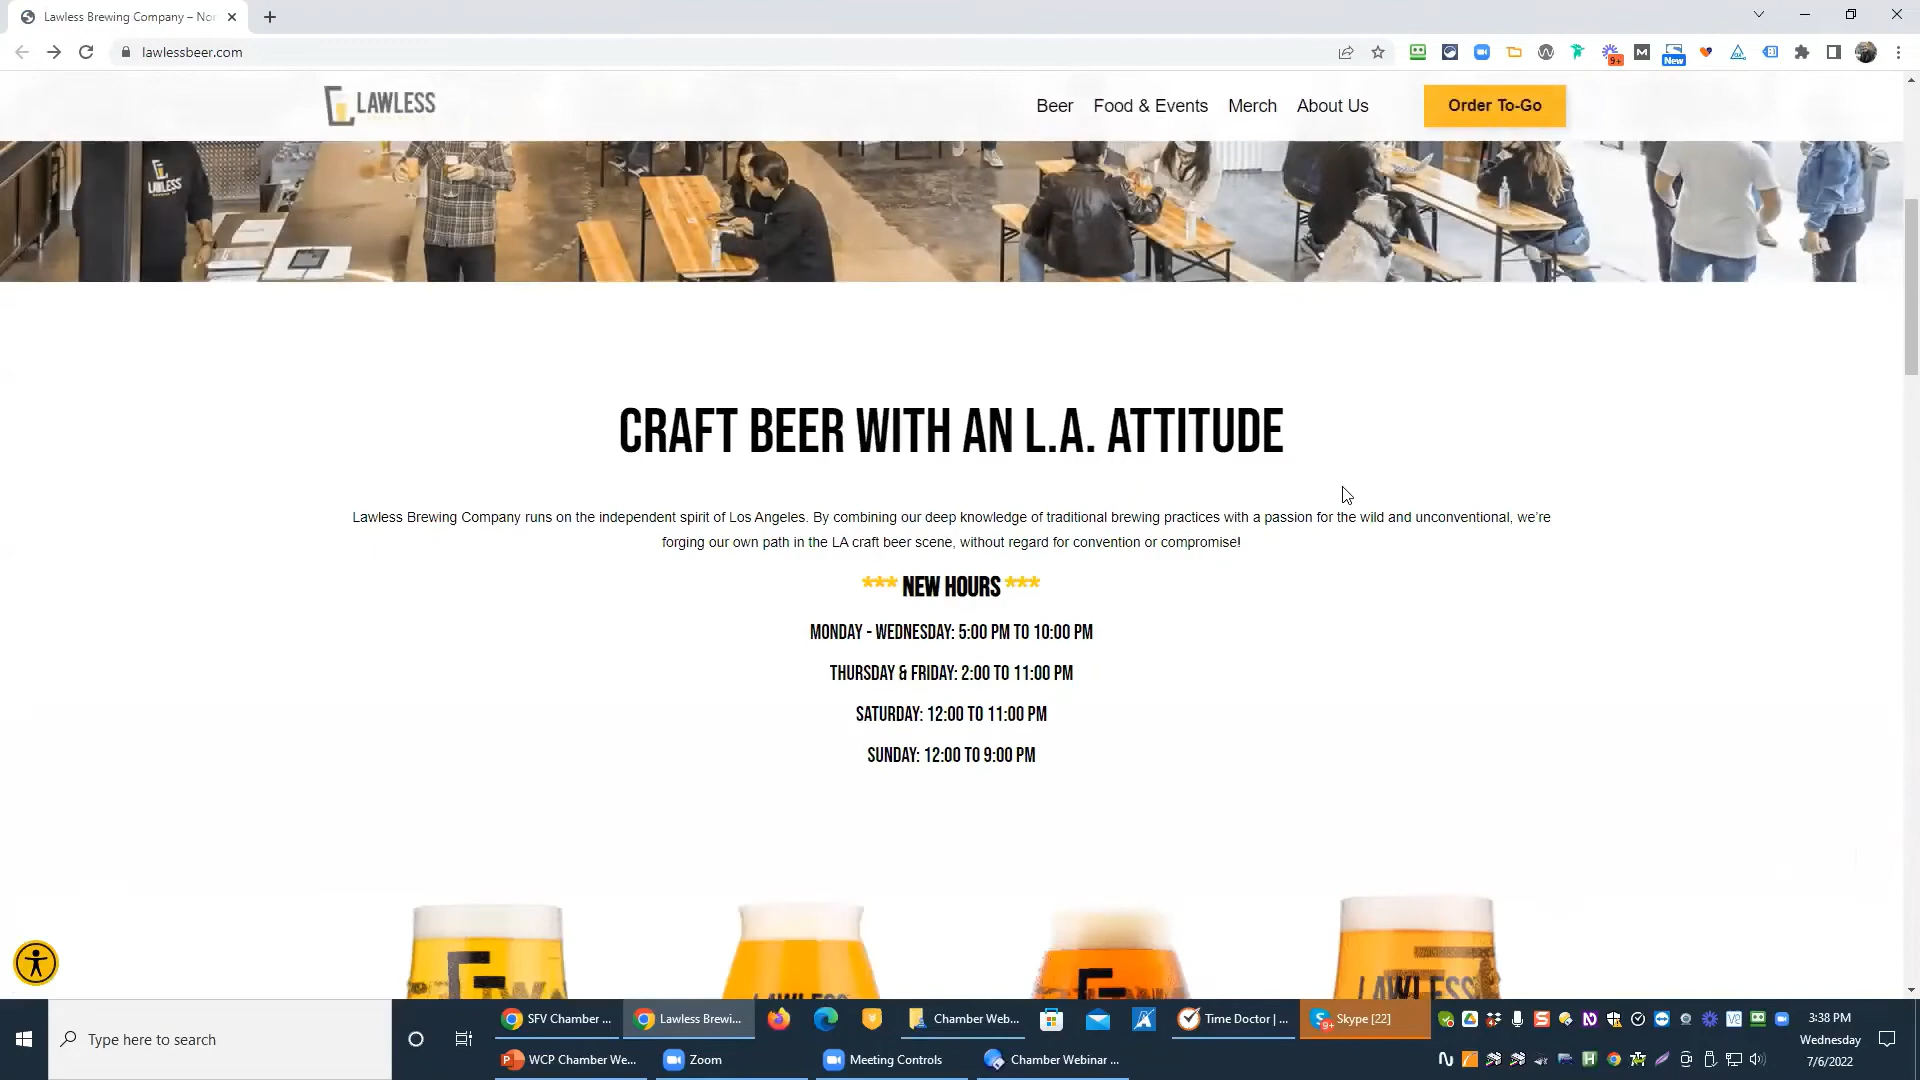 Lawless Brewing Company – Nor
lawlessbeer.com
9+
M
New
LAWLESS
Beer
Food & Events
Merch
About Us
Order To-Go
LAWLESS
CRAFT BEER WITH AN L.A. ATTITUDE
Lawless Brewing Company runs on the independent spirit of Los Angeles. By combining our deep knowledge of traditional brewing practices with a passion for the wild and unconventional, we're
forging our own path in the LA craft beer scene, without regard for convention or compromise!
*** NEW HOURS ***
MONDAY - WEDNESDAY: 5:00 PM TO 10:00 PM
THURSDAY & FRIDAY: 2:00 TO 11:00 PM
SATURDAY: 12:00 TO 11:00 PM
SUNDAY: 12:00 TO 9:00 PM
LAWLESS
LAWLESS
Type here to search
SFV Chamber ...
Lawless Brewi...
Chamber Web...
Time Doctor | ...
Skype [22]
9+
3:38 PM
WCP Chamber We...
Zoom
Meeting Controls
Chamber Webinar ...
Wednesday
7/6/2022